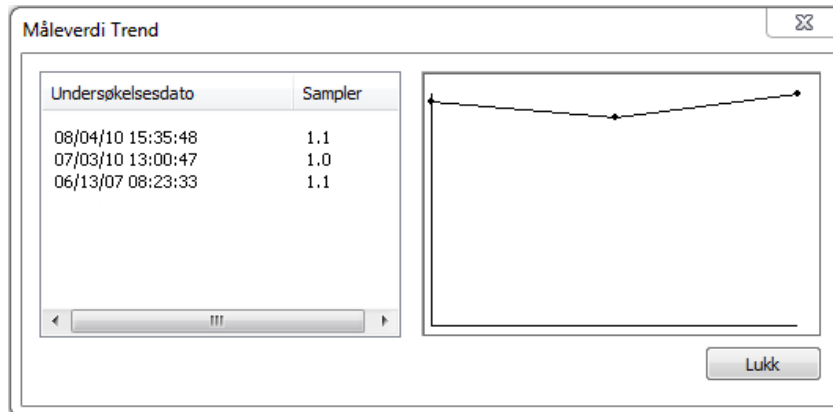 Måleverdi Trend
Undersøkelsesdato Sampler
08/04/10 15:35:48 1.1
07/03/10 13:00:47 1.0
06/13/07 08:23:33 1.1
Lukk